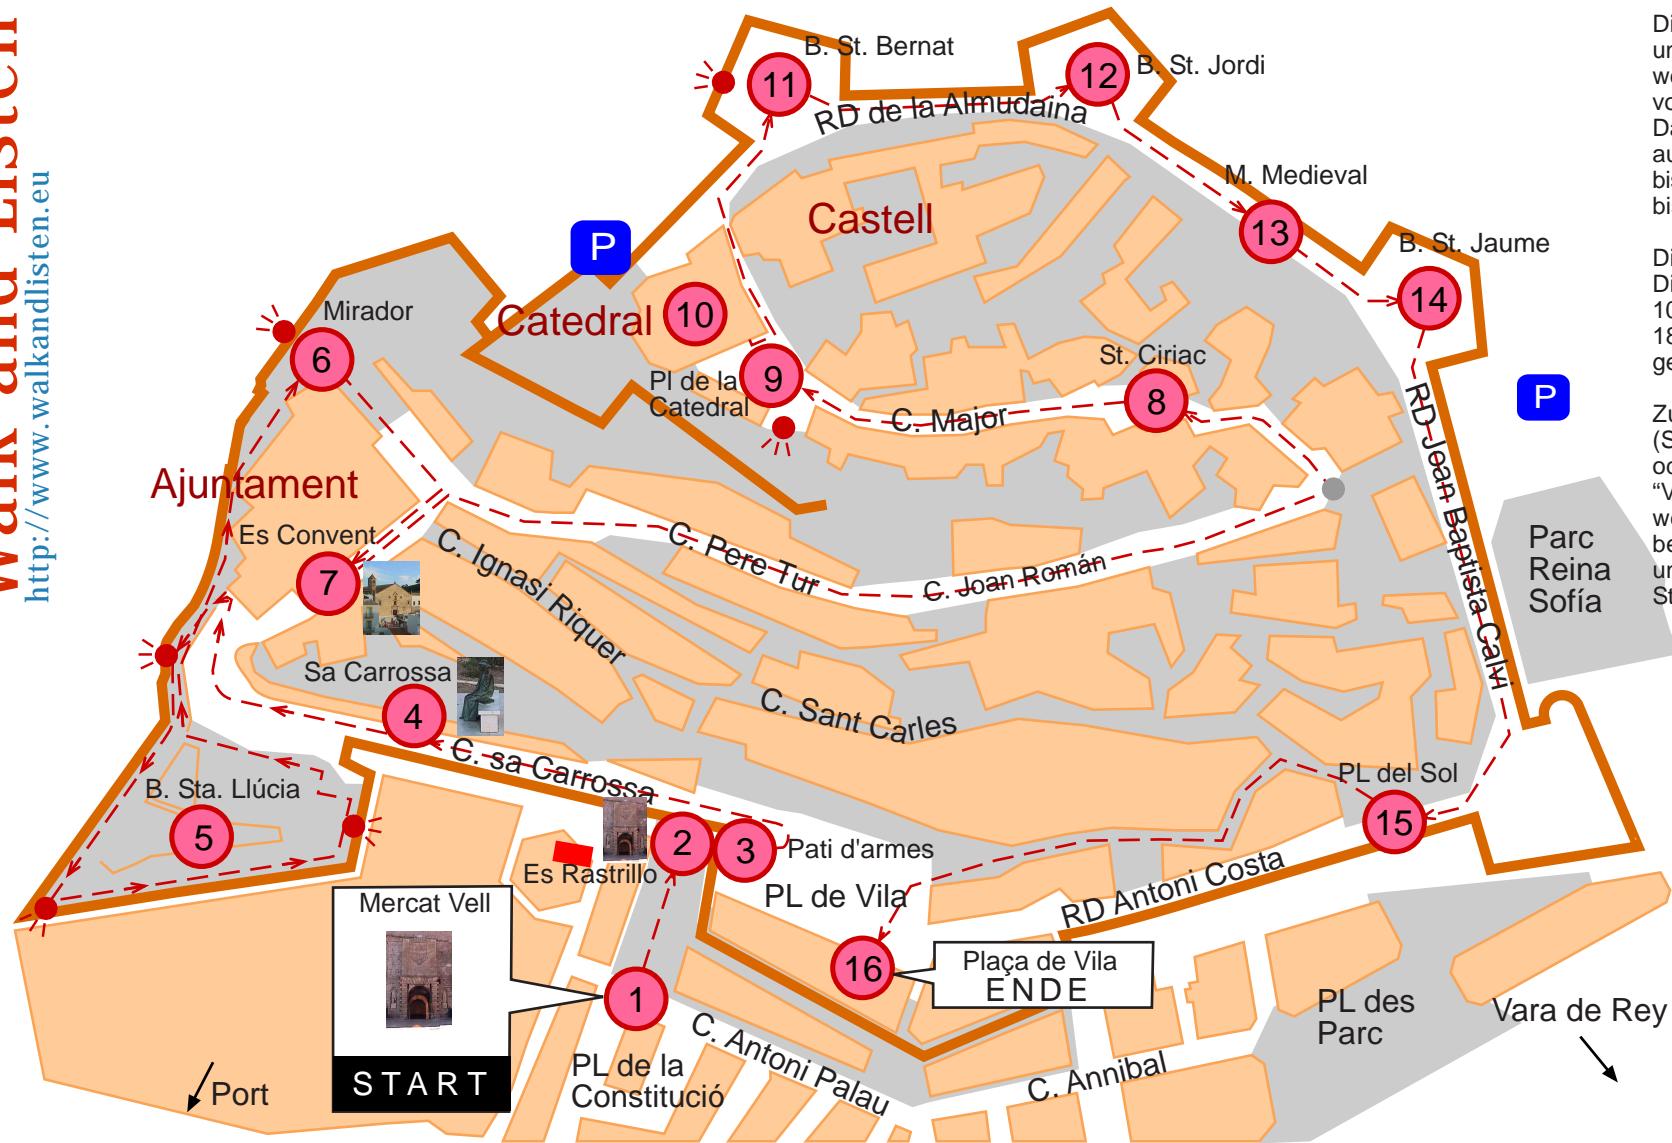 Walk and Listen
http://www.walkandlisten.eu
11
B. St. Bernat
12
B. St. Jordi
RD de la Almudaina
M. Medieval
13
Castell
P
B. St. Jaume
14
Mirador
6
Catedral
10
Pl de la
Catedral
9
St. Ciriac
8
C. Major
P
RD Joan Baptista Calvi
Parc
Reina
Sofía
Ajuntament
Es Convent
7
C. Ignasi Riquer
C. Pere Tur
C. Joan Román
Sa Carrossa
4
C. Sant Carles
C. sa Carrossa
B. Sta. Llúcia
5
PL del Sol
15
2
3
Pati d'armes
Es Rastrillo
PL de Vila
RD Antoni Costa
Mercat Vell
START
1
16
Plaça de Vila
ENDE
PL des
Parc
Vara de Rey
PL de la
Constitució
C. Antoni Palau
C. Annibal
Port